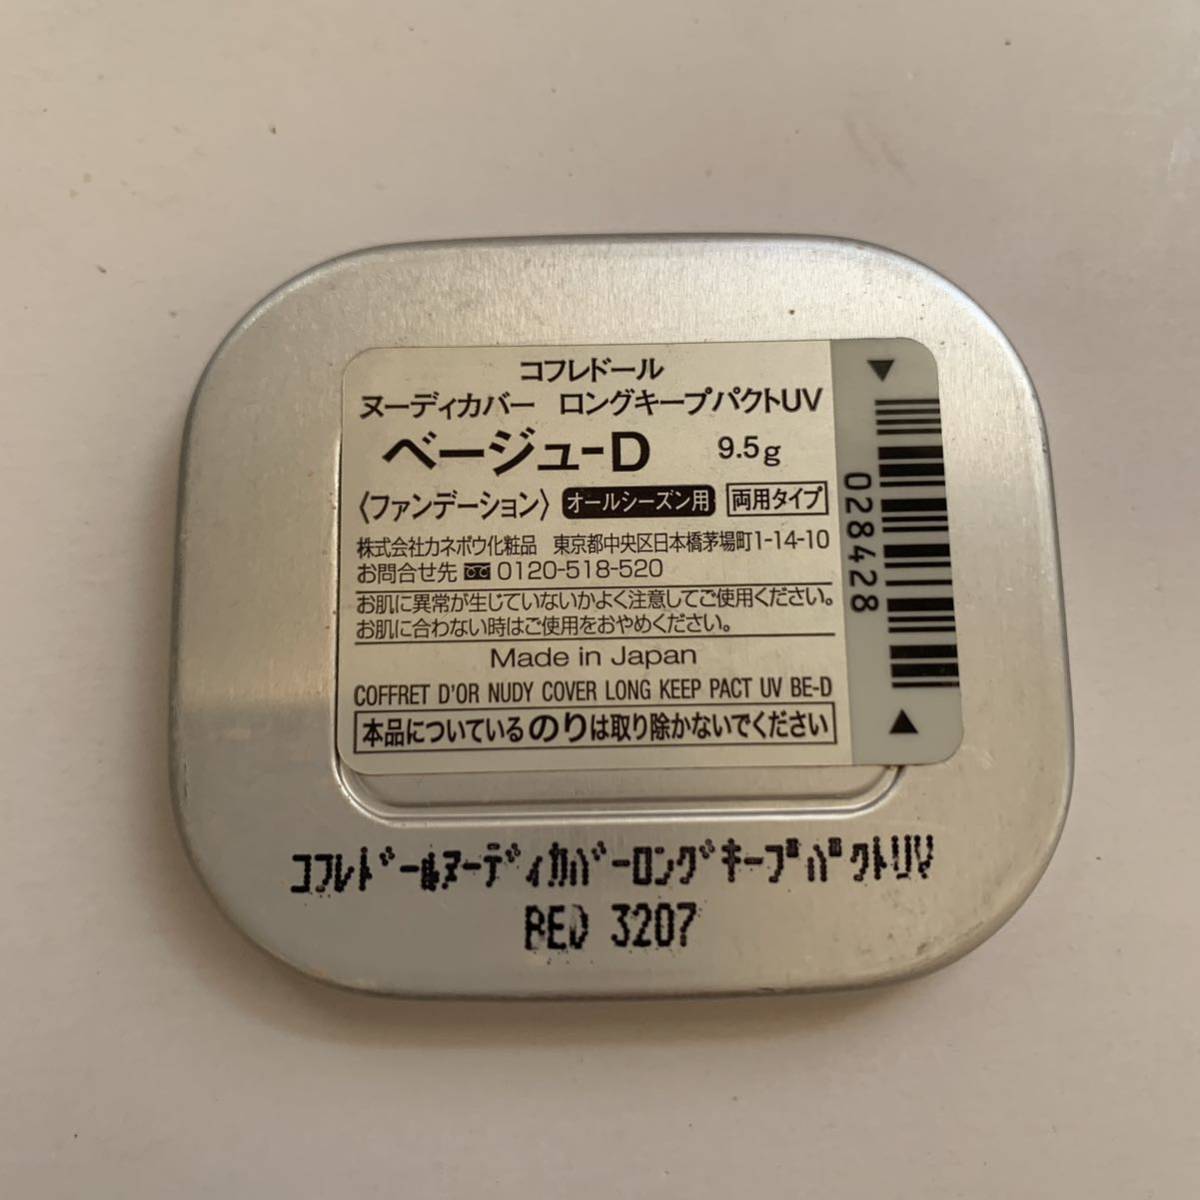 コフレドール
ヌーディカバー ロングキープパクトUV
ベージュ-D 9.5g
〈ファンデーション〉 オールシーズン用 両用タイプ
株式会社カネボウ化粧品 東京都中央区日本橋茅場町1-14-10
お問合せ先 0120-518-520
お肌に異常が生じていないかよく注意してご使用ください。
お肌に合わない時はご使用をおやめください。
Made in Japan
COFFRET D'OR NUDY COVER LONG KEEP PACT UV BE-D
本品についているのりは取り除かないでください
028428
コフレドールヌーディカバーロングキープパクトUV
BED 3207